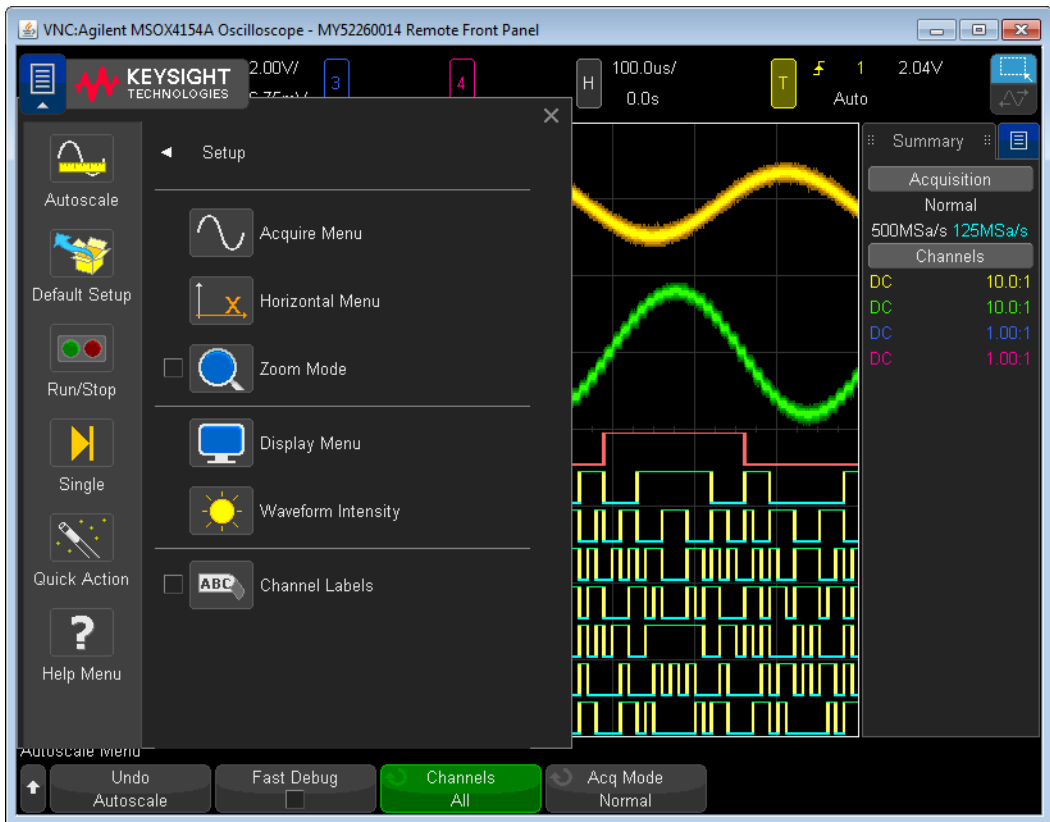 VNC:Agilent MSOX4154A Oscilloscope - MY52260014 Remote Front Panel
KEYSIGHT
TECHNOLOGIES
2.00V/
3
4
H
100.0us/
0.0s
T
1
2.04V
Auto
Autoscale
Default Setup
Run/Stop
Single
Quick Action
?
Help Menu
Setup
Acquire Menu
X
Horizontal Menu
Zoom Mode
Display Menu
Waveform Intensity
ABC
Channel Labels
Summary
Acquisition
Normal
500MSa/s 125MSa/s
Channels
DC 10.0:1
DC 10.0:1
DC 1.00:1
DC 1.00:1
Autoscale Menu
Undo
Autoscale
Fast Debug
Channels
All
Acq Mode
Normal